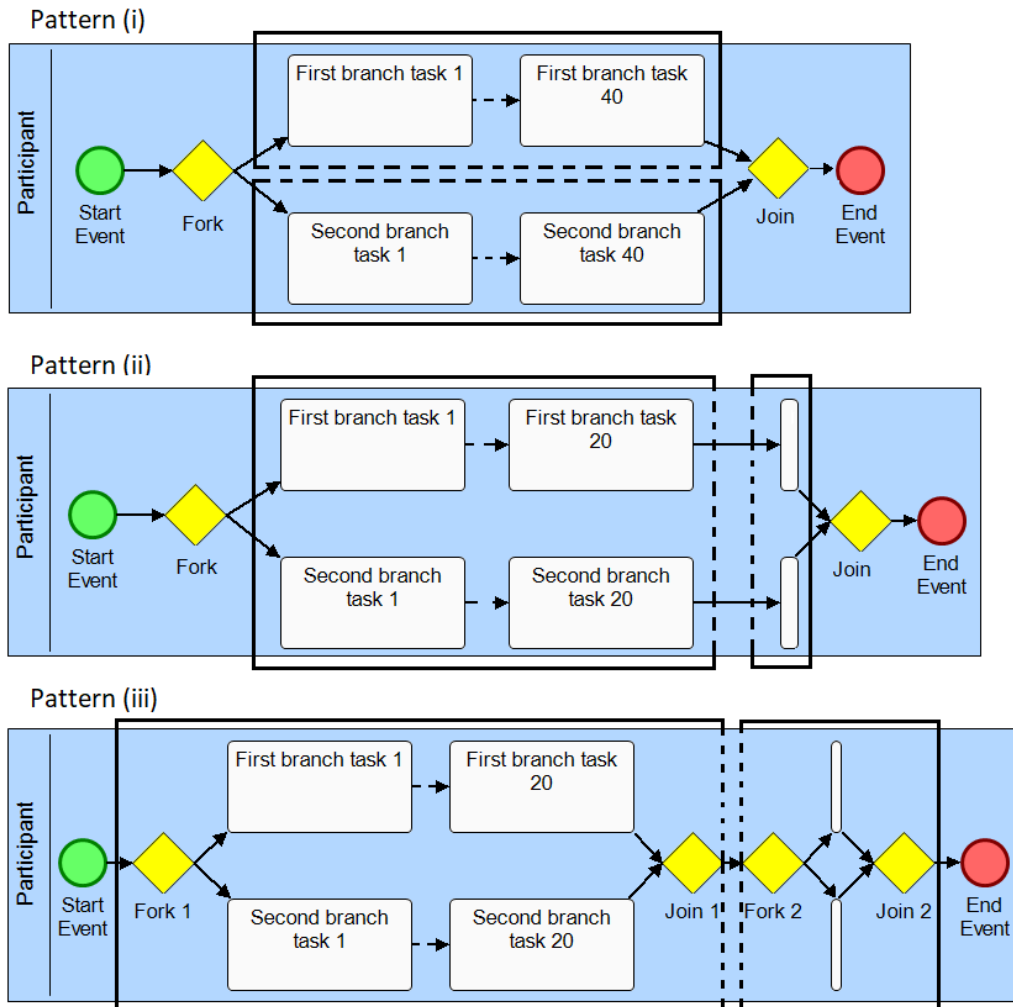 Pattern (i)
Participant
Start
Event
Fork
First branch task 1
First branch task
40
Second branch
task 1
Second branch
task 40
Join
End
Event
Pattern (ii)
Participant
Start
Event
Fork
First branch task 1
First branch task
20
Second branch
task 1
Second branch
task 20
Join
End
Event
Pattern (iii)
Participant
Start
Event
Fork 1
First branch task 1
First branch task
20
Second branch
task 1
Second branch
task 20
Join 1
Fork 2
Join 2
End
Event